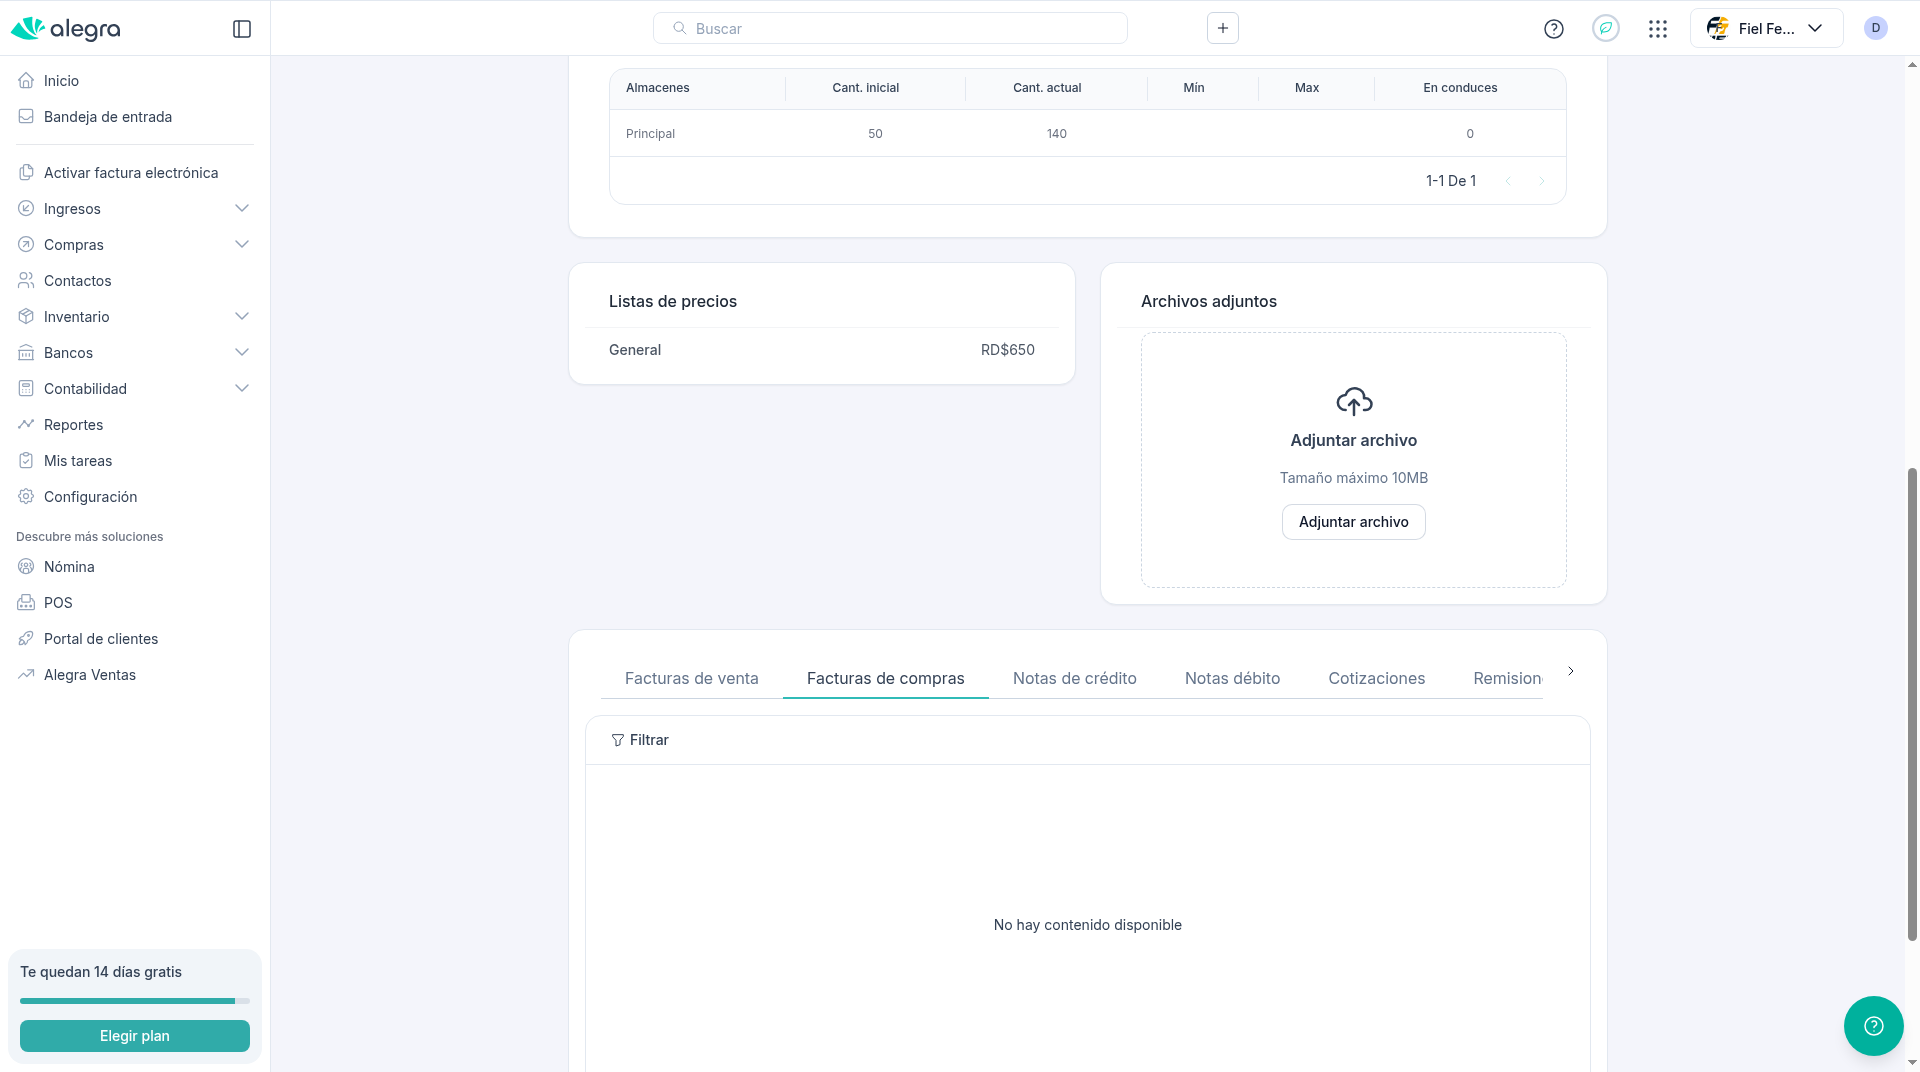 alegra
Buscar
Fiel Fe...
D
Inicio
Bandeja de entrada
Activar factura electrónica
Ingresos
Compras
Contactos
Inventario
Bancos
Contabilidad
Reportes
Mis tareas
Configuración
Descubre más soluciones
Nómina
POS
Portal de clientes
Alegra Ventas
Te quedan 14 días gratis
Elegir plan
Almacenes Cant. inicial Cant. actual Mín Max En conduces
Principal 50 140 0
1-1 De 1
Listas de precios
General RD$650
Archivos adjuntos
Adjuntar archivo
Tamaño máximo 10MB
Adjuntar archivo
Facturas de venta Facturas de compras Notas de crédito Notas débito Cotizaciones Remision
Filtrar
No hay contenido disponible